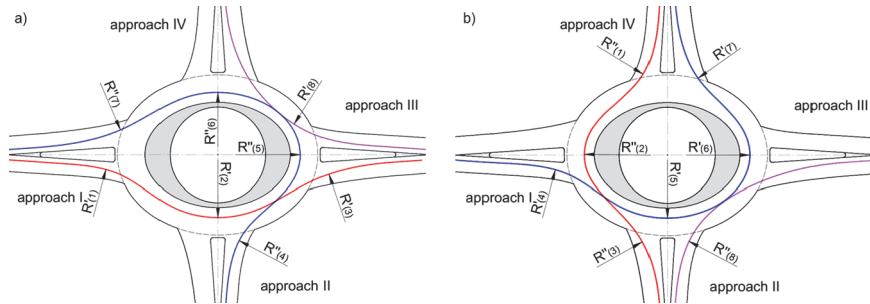 a)
approach IV
R''(7)
R'(8)
approach III
R''(6)
R''(5)
R'(2)
approach I
R'(1)
R'(3)
R''(4)
approach II
b)
approach IV
R''(1)
R'(7)
approach III
R''(2)
R'(6)
R'(5)
approach I
R'(4)
R''(3)
R''(8)
approach II